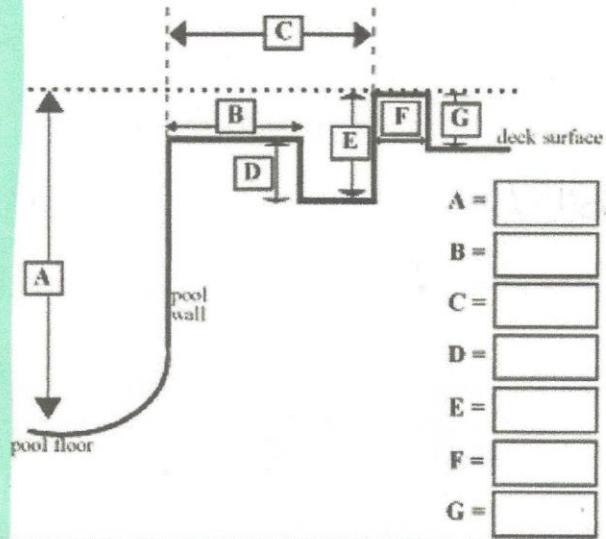 C
B
E
F
G
deck surface
D
A
pool
wall
pool floor
A =
B =
C =
D =
E =
F =
G =